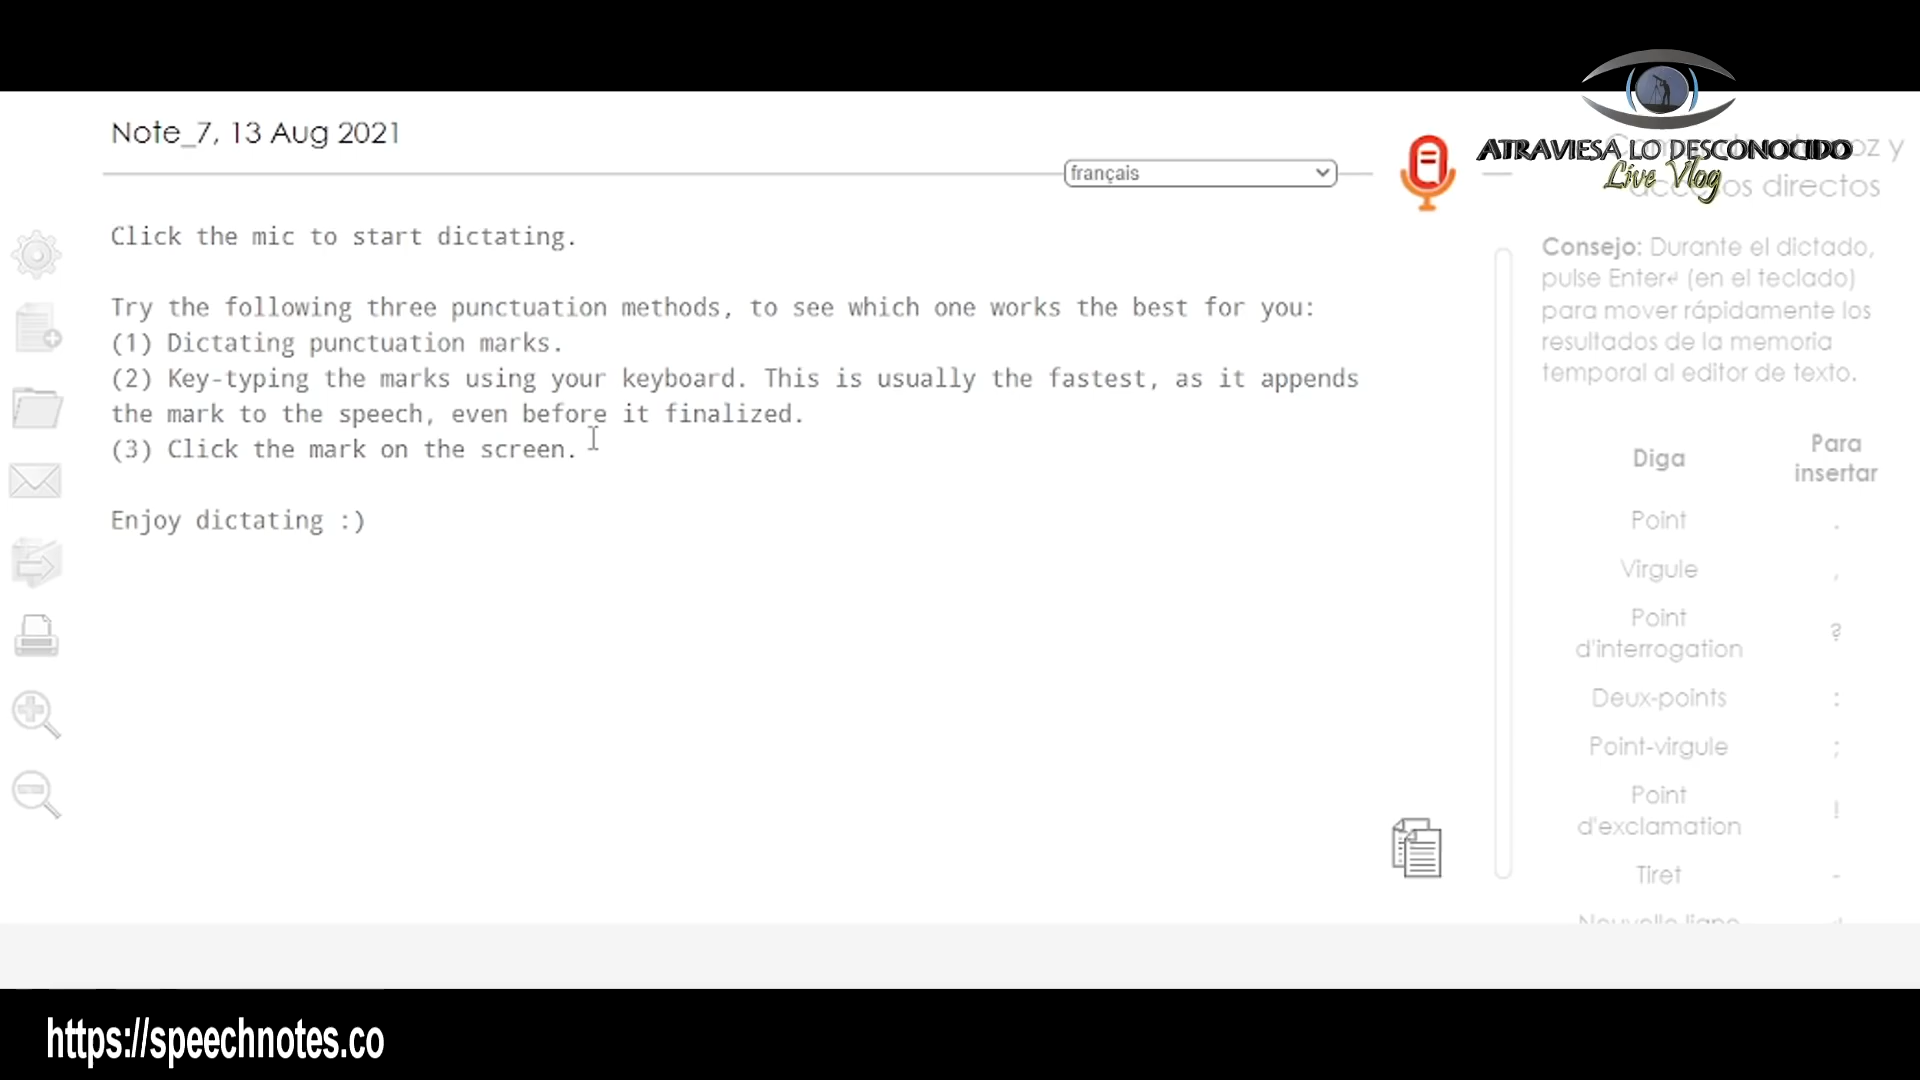 Note_7, 13 Aug 2021
français
ATRAVIESA LO DESCONOCIDO
Live Vlog
oz y
os directos
Click the mic to start dictating.
Try the following three punctuation methods, to see which one works the best for you:
(1) Dictating punctuation marks.
(2) Key-typing the marks using your keyboard. This is usually the fastest, as it appends
the mark to the speech, even before it finalized.
(3) Click the mark on the screen.
Enjoy dictating :)
Consejo: Durante el dictado,
pulse Enter↵ (en el teclado)
para mover rápidamente los
resultados de la memoria
temporal al editor de texto.
Diga Para insertar
Point .
Virgule ,
Point
d'interrogation ?
Deux-points :
Point-virgule ;
Point
d'exclamation !
Tiret -
Nouvelle ligne
https://speechnotes.co